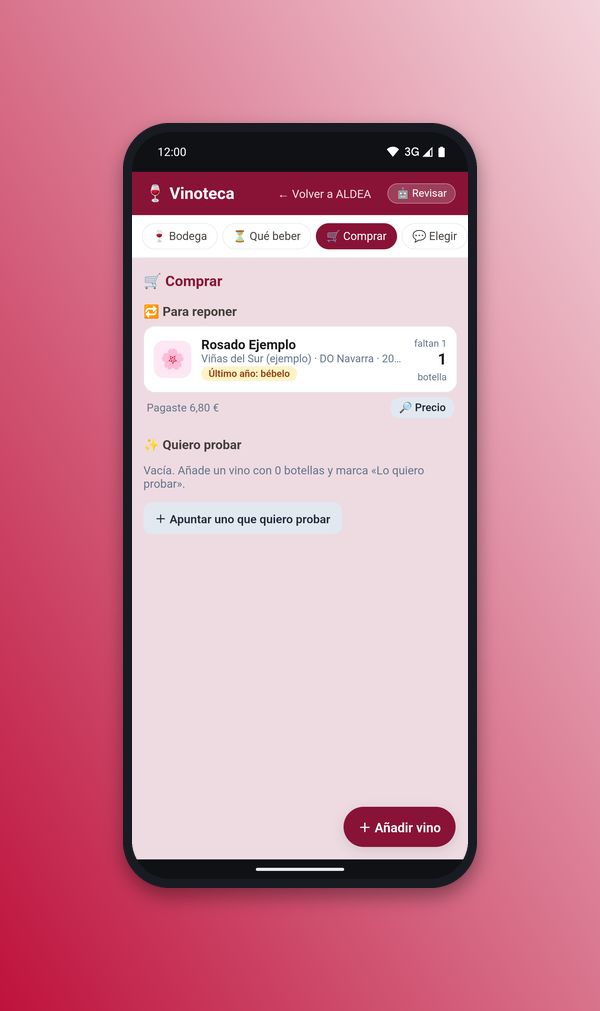 12:00
3G
🍷 Vinoteca
← Volver a ALDEA
🤖 Revisar
🍷 Bodega
⏳ Qué beber
🛒 Comprar
💬 Elegir
🛒 Comprar
🔁 Para reponer
Rosado Ejemplo
Viñas del Sur (ejemplo) · DO Navarra · 20…
Último año: bébelo
faltan 1
1
botella
Pagaste 6,80 €
🔎 Precio
✨ Quiero probar
Vacía. Añade un vino con 0 botellas y marca «Lo quiero
probar».
＋ Apuntar uno que quiero probar
＋ Añadir vino